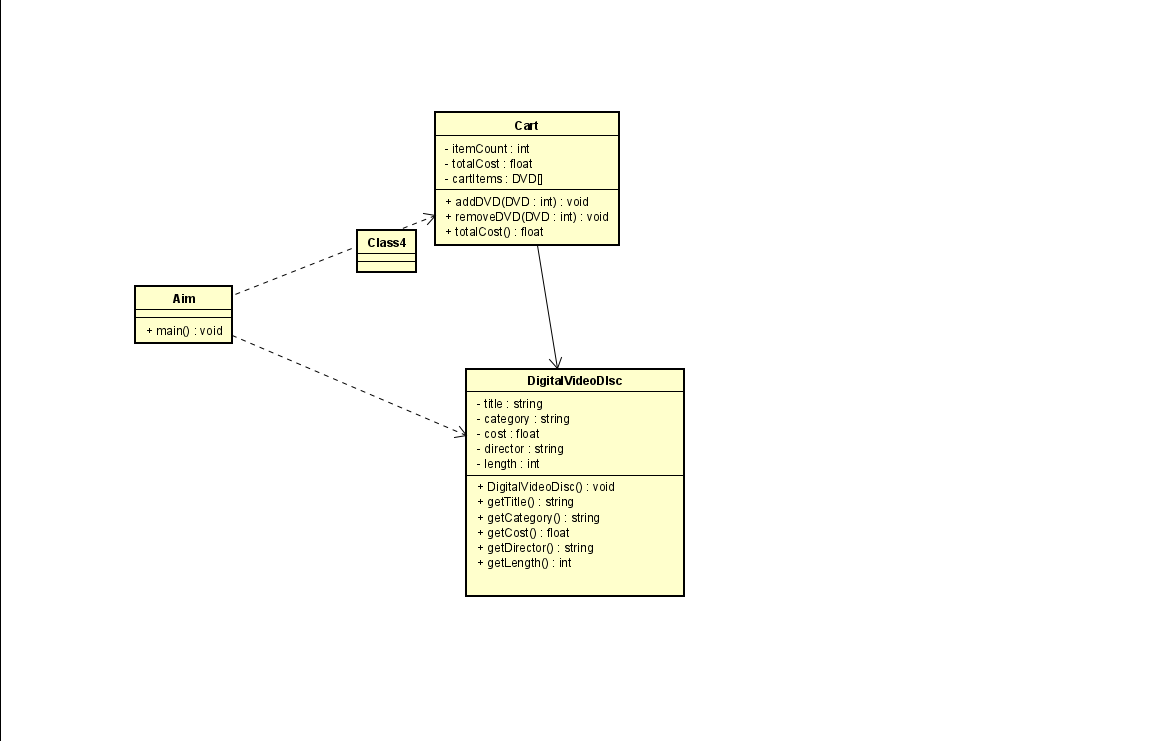 Cart
- itemCount : int
- totalCost : float
- cartItems : DVD[]
+ addDVD(DVD : int) : void
+ removeDVD(DVD : int) : void
+ totalCost() : float
Class4
Aim
+ main() : void
DigitalVideoDIsc
- title : string
- category : string
- cost : float
- director : string
- length : int
+ DigitalVideoDisc() : void
+ getTitle() : string
+ getCategory() : string
+ getCost() : float
+ getDirector() : string
+ getLength() : int